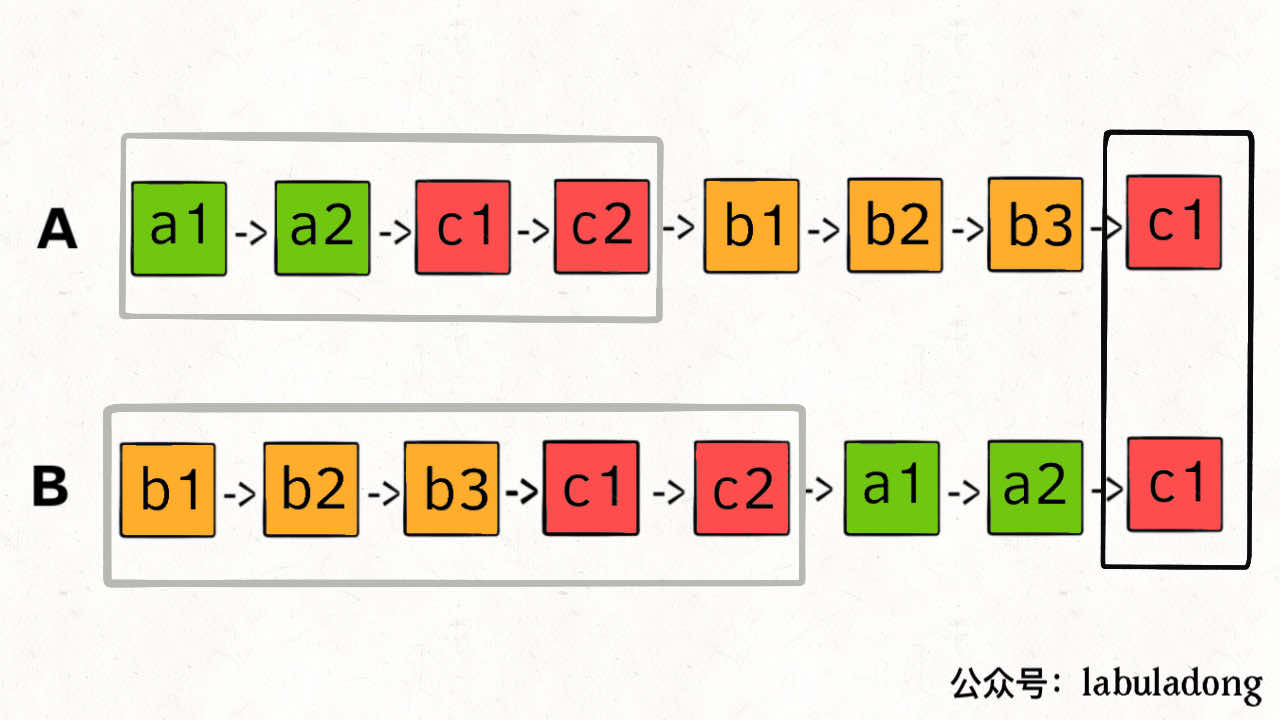 A a1 -> a2 -> c1 -> c2 -> b1 -> b2 -> b3 -> c1
B b1 -> b2 -> b3 -> c1 -> c2 -> a1 -> a2 -> c1
公众号：labuladong